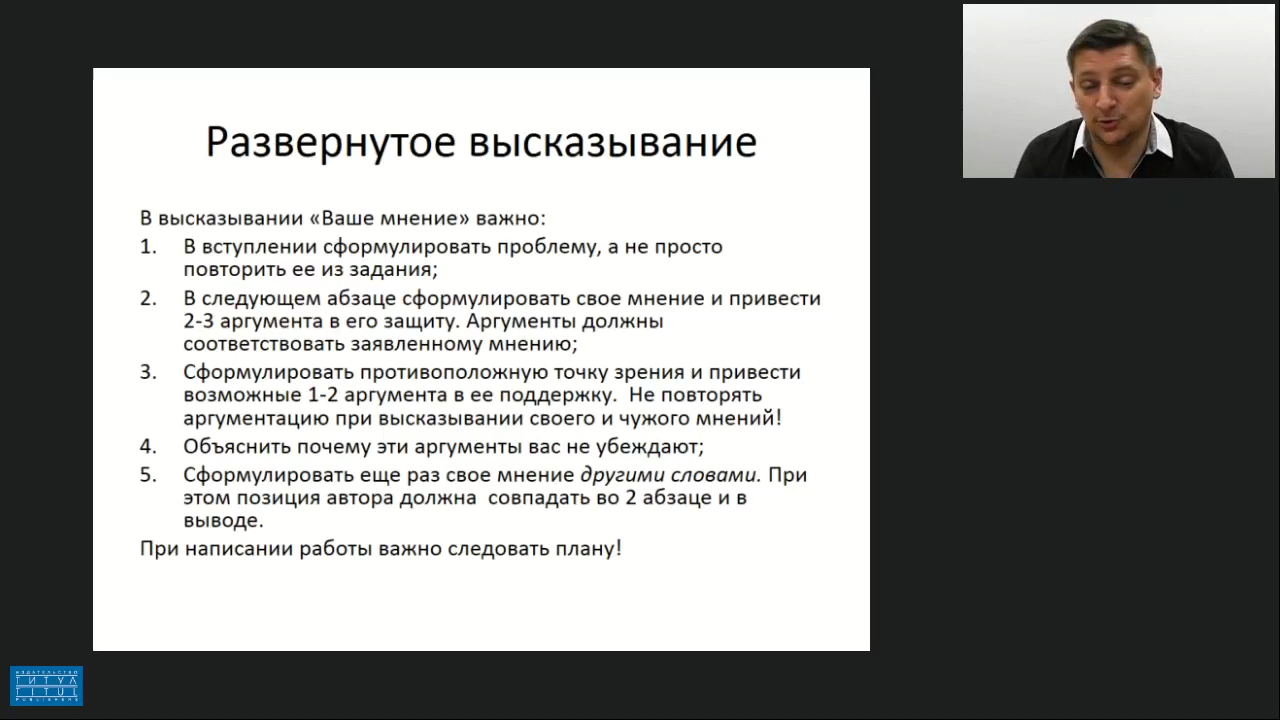 Развернутое высказывание
В высказывании «Ваше мнение» важно:
1. В вступлении сформулировать проблему, а не просто
повторить ее из задания;
2. В следующем абзаце сформулировать свое мнение и привести
2-3 аргумента в его защиту. Аргументы должны
соответствовать заявленному мнению;
3. Сформулировать противоположную точку зрения и привести
возможные 1-2 аргумента в ее поддержку. Не повторять
аргументацию при высказывании своего и чужого мнений!
4. Объяснить почему эти аргументы вас не убеждают;
5. Сформулировать еще раз свое мнение другими словами. При
этом позиция автора должна совпадать во 2 абзаце и в
выводе.
При написании работы важно следовать плану!
ИЗДАТЕЛЬСТВО
ТИТУЛ
TITUL
PUBLISHERS